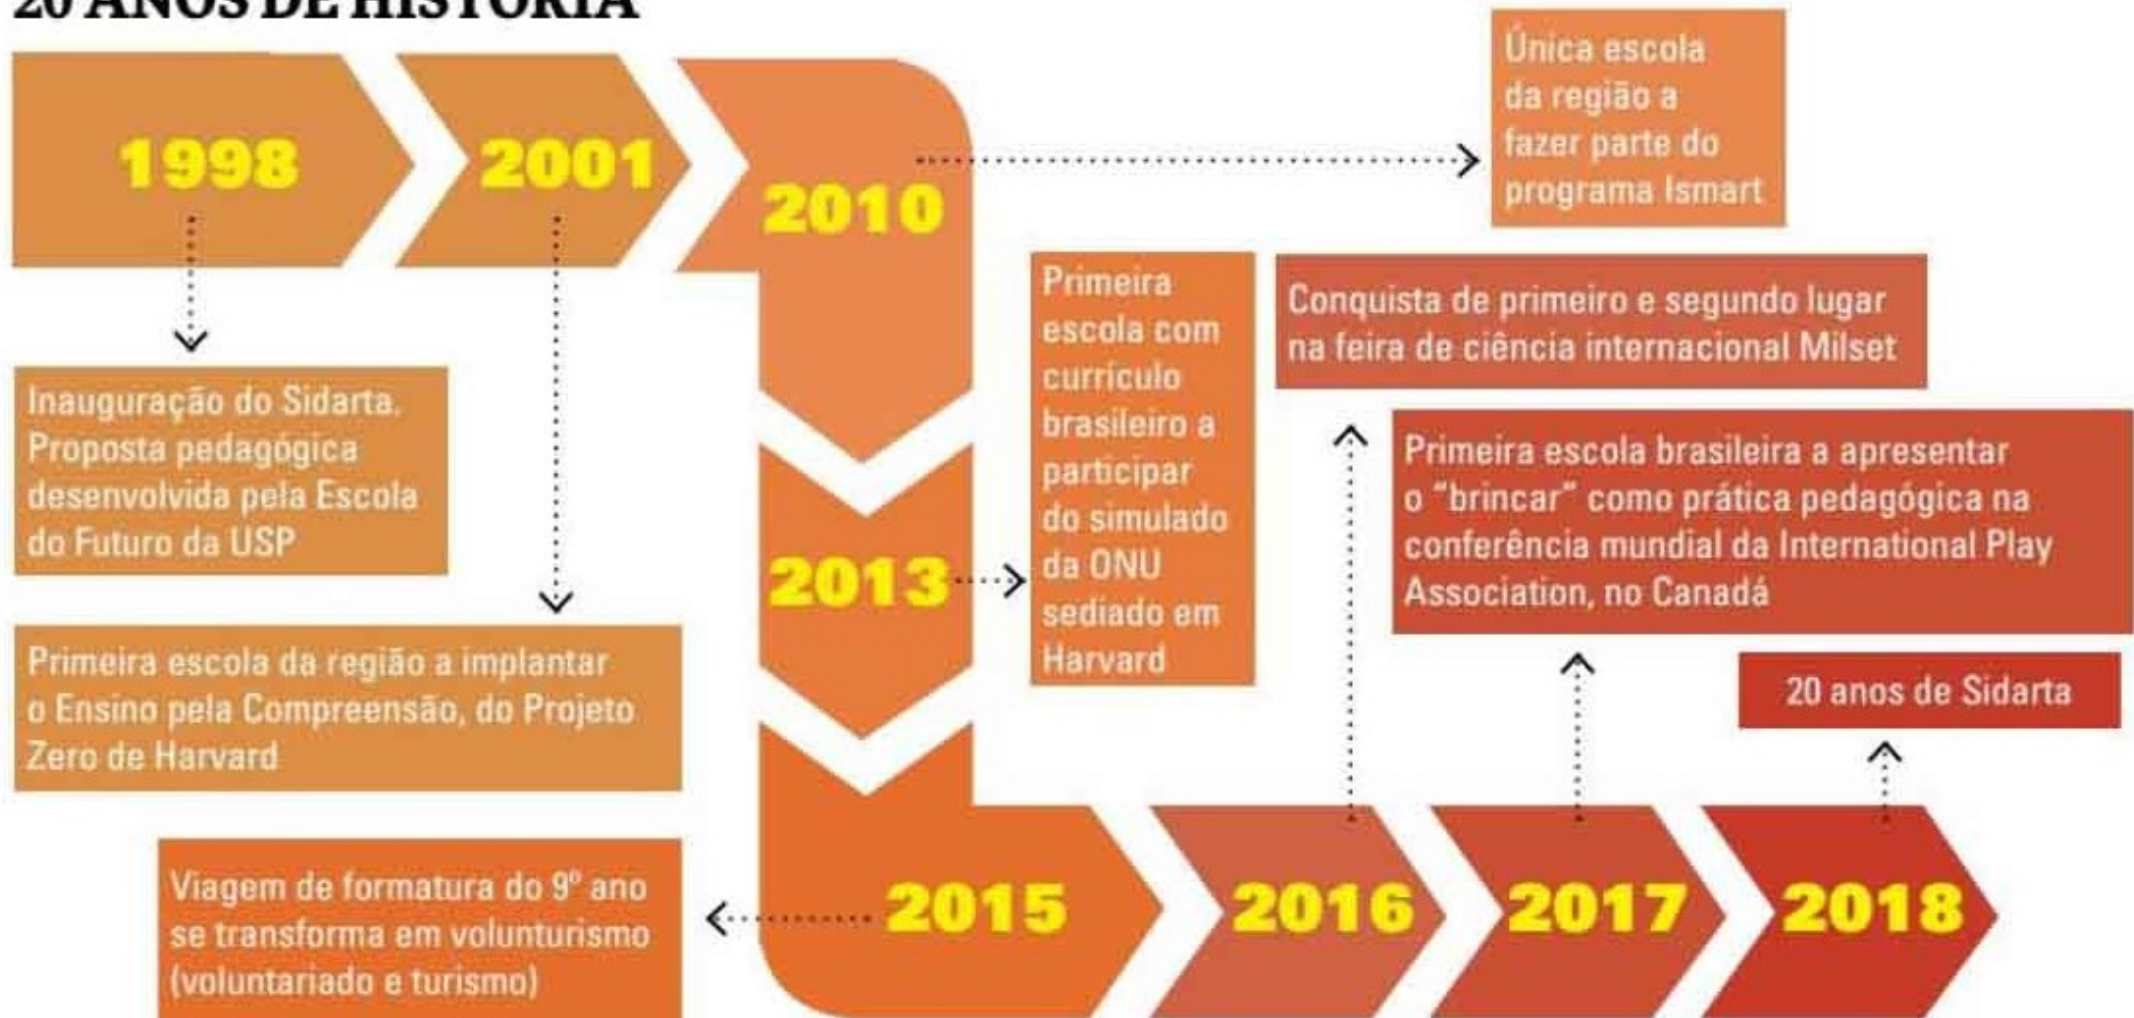 20 ANOS DE HISTÓRIA
1998
Inauguração do Sidarta.
Proposta pedagógica
desenvolvida pela Escola
do Futuro da USP
2001
Primeira escola da região a implantar
o Ensino pela Compreensão, do Projeto
Zero de Harvard
2010
Única escola
da região a
fazer parte do
programa Ismart
2013
Primeira
escola com
currículo
brasileiro a
participar
do simulado
da ONU
sediado em
Harvard
2015
Viagem de formatura do 9º ano
se transforma em volunturismo
(voluntariado e turismo)
2016
Conquista de primeiro e segundo lugar
na feira de ciência internacional Milset
2017
Primeira escola brasileira a apresentar
o “brincar” como prática pedagógica na
conferência mundial da International Play
Association, no Canadá
2018
20 anos de Sidarta